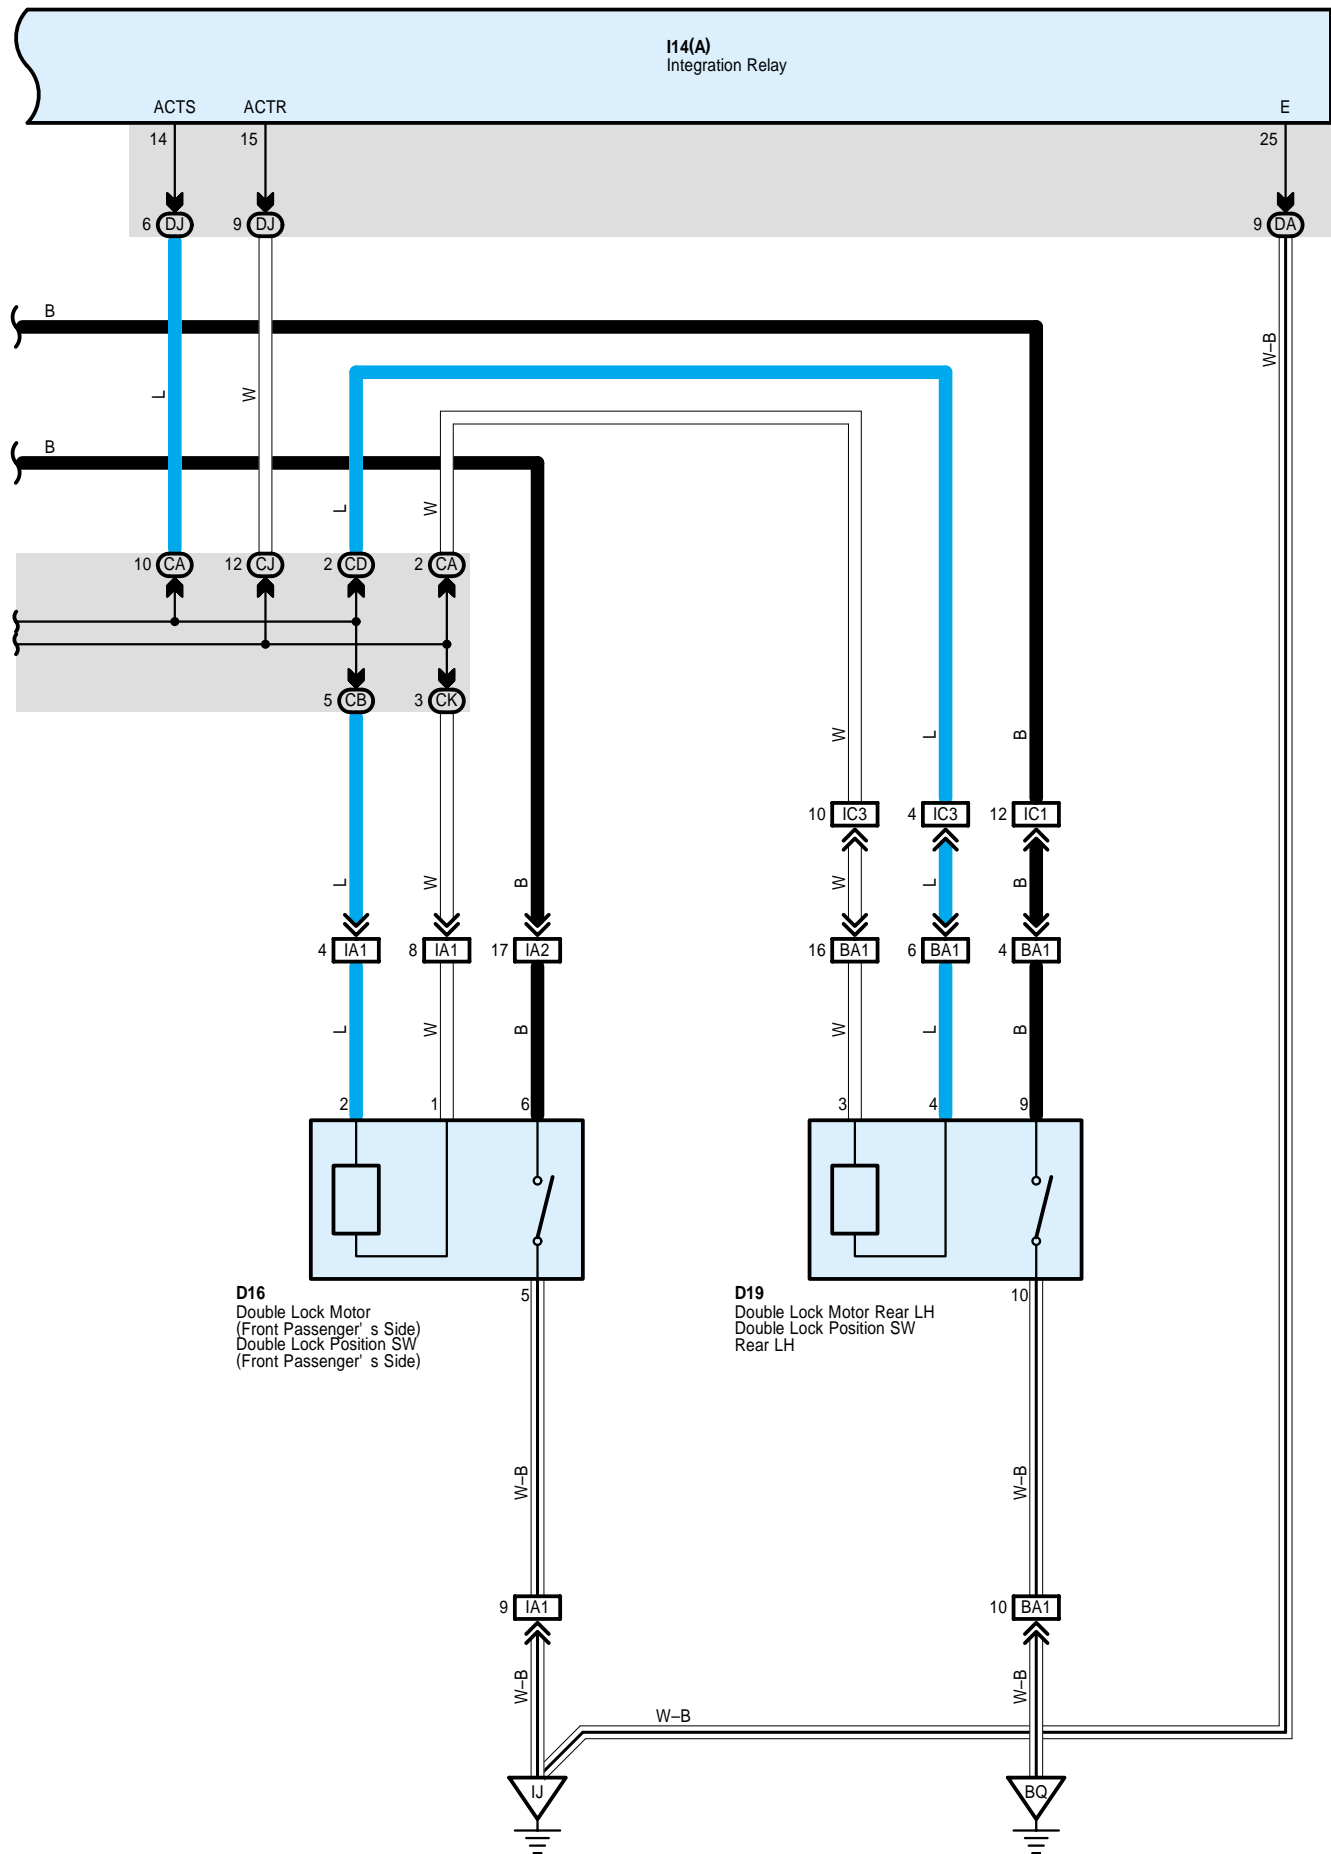 I14(A)
Integration Relay
ACTS ACTR E
14 15 25
6 DJ 9 DJ 9 DA
B
W–B
L W
B
L W
10 CA 12 CJ 2 CD 2 CA
5 CB 3 CK
W L B
10 IC3 4 IC3 12 IC1
L W B W L B
4 IA1 8 IA1 17 IA2 16 BA1 6 BA1 4 BA1
L W B W L B
2 1 6 3 4 9
D16
Double Lock Motor
(Front Passenger' s Side)
Double Lock Position SW
(Front Passenger' s Side)
5
D19
Double Lock Motor Rear LH
Double Lock Position SW
Rear LH
10
W–B W–B
9 IA1 10 BA1
W–B W–B
W–B
IJ BQ